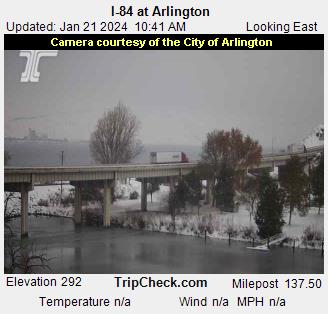 I-84 at Arlington
Updated: Jan 21 2024 10:41 AM Looking East
Camera courtesy of the City of Arlington
Elevation 292 TripCheck.com Milepost 137.50
Temperature n/a Wind n/a MPH n/a